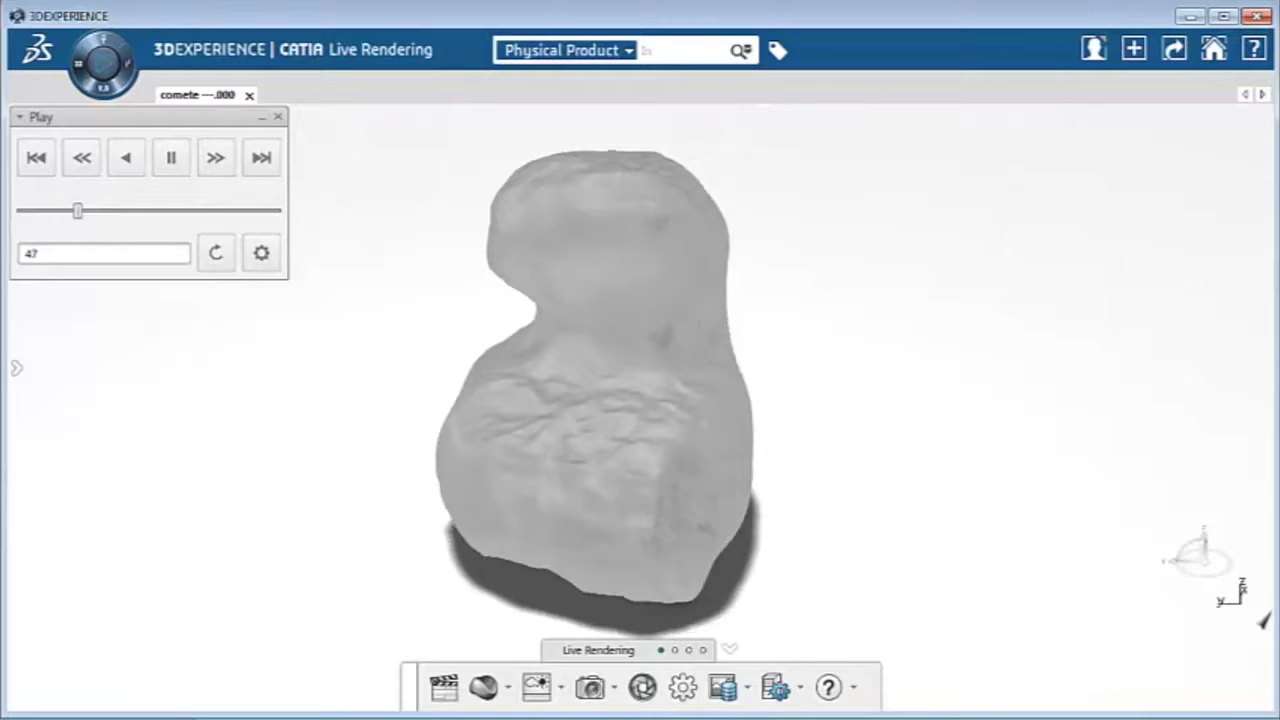 3DEXPERIENCE
3DEXPERIENCE | CATIA Live Rendering
Physical Product
comete ---.000
Play
47
Live Rendering